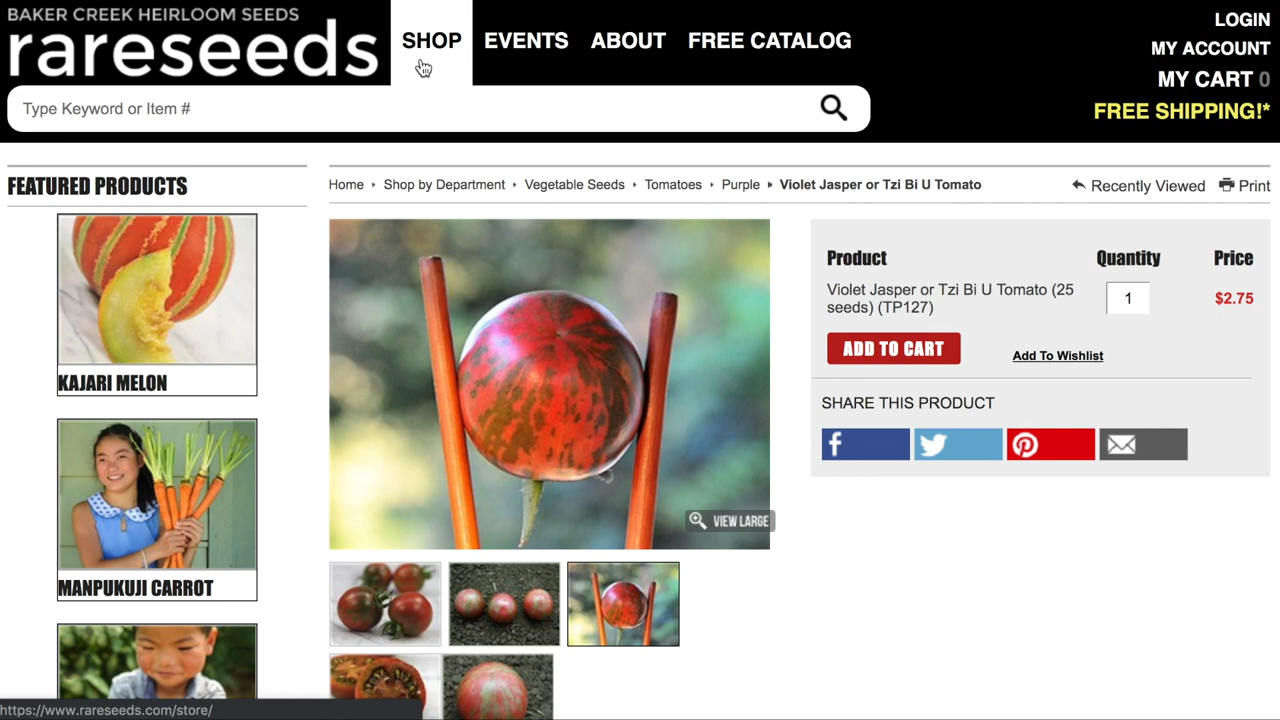 BAKER CREEK HEIRLOOM SEEDS
rareseeds
SHOP
EVENTS
ABOUT
FREE CATALOG
LOGIN
MY ACCOUNT
MY CART 0
FREE SHIPPING!*
Type Keyword or Item #
FEATURED PRODUCTS
KAJARI MELON
MANPUKUJI CARROT
Home ‣ Shop by Department ‣ Vegetable Seeds ‣ Tomatoes ‣ Purple ‣ Violet Jasper or Tzi Bi U Tomato
Recently Viewed
Print
VIEW LARGE
Product Quantity Price
Violet Jasper or Tzi Bi U Tomato (25
seeds) (TP127)
1
$2.75
ADD TO CART
Add To Wishlist
SHARE THIS PRODUCT
https://www.rareseeds.com/store/